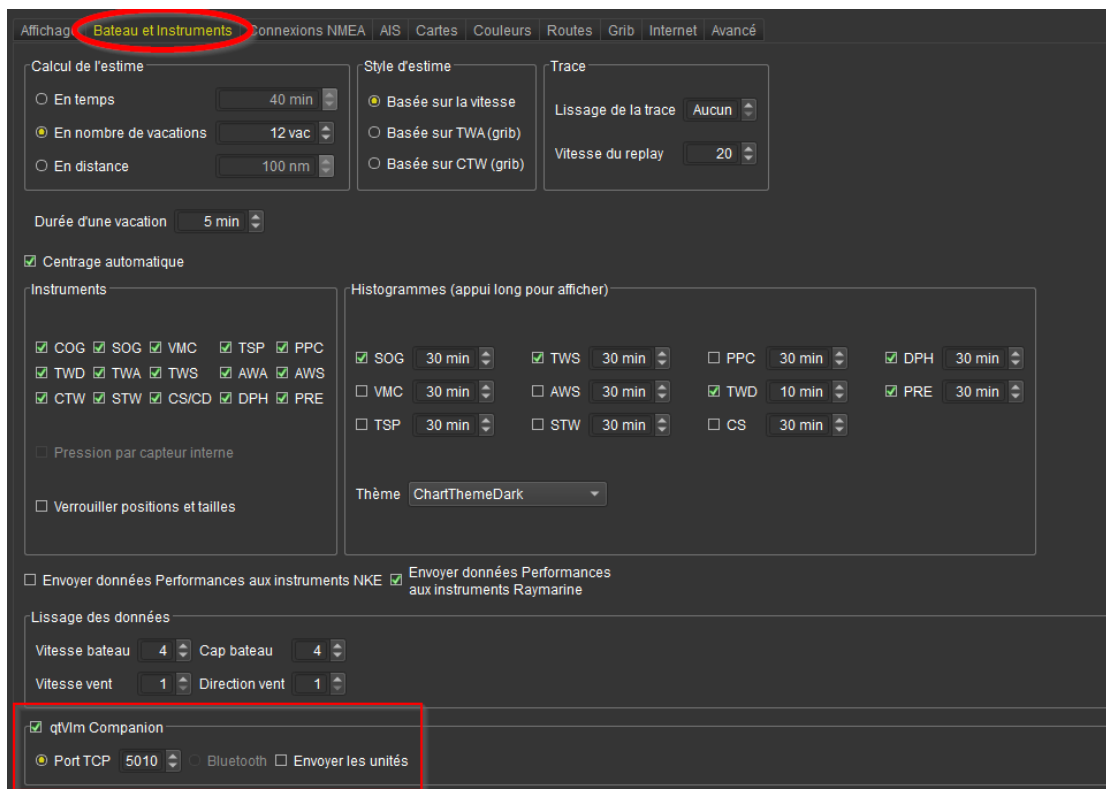 Affichage Bateau et Instruments Connexions NMEA AIS Cartes Couleurs Routes Grib Internet Avancé
Calcul de l'estime
En temps 40 min
En nombre de vacations 12 vac
En distance 100 nm
Style d'estime
Basée sur la vitesse
Basée sur TWA (grib)
Basée sur CTW (grib)
Trace
Lissage de la trace Aucun
Vitesse du replay 20
Durée d'une vacation 5 min
Centrage automatique
Instruments
COG SOG VMC TSP PPC
TWD TWA TWS AWA AWS
CTW STW CS/CD DPH PRE
Pression par capteur interne
Verrouiller positions et tailles
Histogrammes (appui long pour afficher)
SOG 30 min TWS 30 min PPC 30 min DPH 30 min
VMC 30 min AWS 30 min TWD 10 min PRE 30 min
TSP 30 min STW 30 min CS 30 min
Thème ChartThemeDark
Envoyer données Performances aux instruments NKE
Envoyer données Performances
aux instruments Raymarine
Lissage des données
Vitesse bateau 4 Cap bateau 4
Vitesse vent 1 Direction vent 1
qtVlm Companion
Port TCP 5010 Bluetooth Envoyer les unités